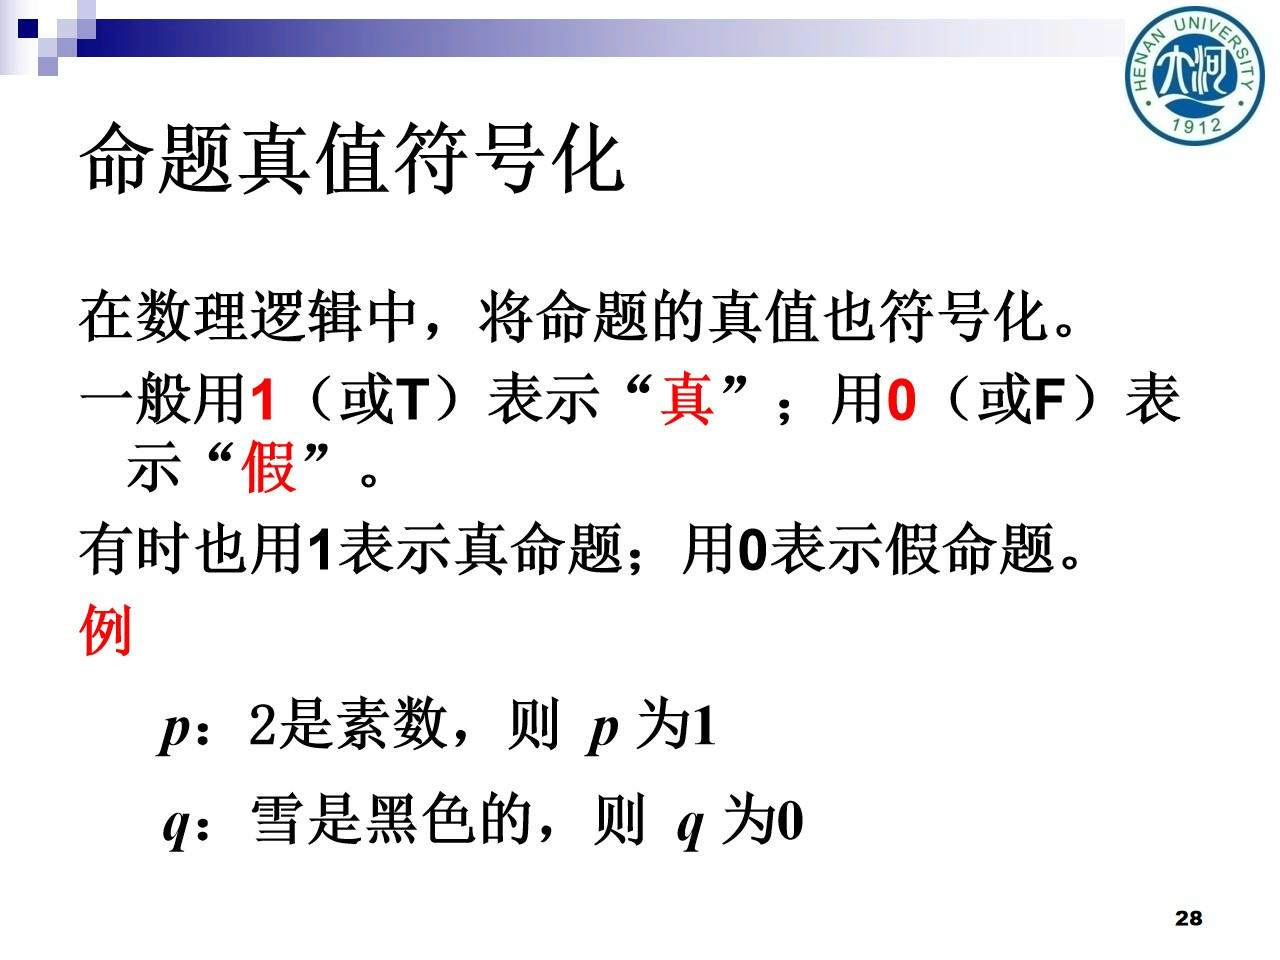 HENAN UNIVERSITY
1912
命题真值符号化
在数理逻辑中，将命题的真值也符号化。
一般用1（或T）表示“真”；用0（或F）表
示“假”。
有时也用1表示真命题；用0表示假命题。
例
p：2是素数，则 p 为1
q：雪是黑色的，则 q 为0
28